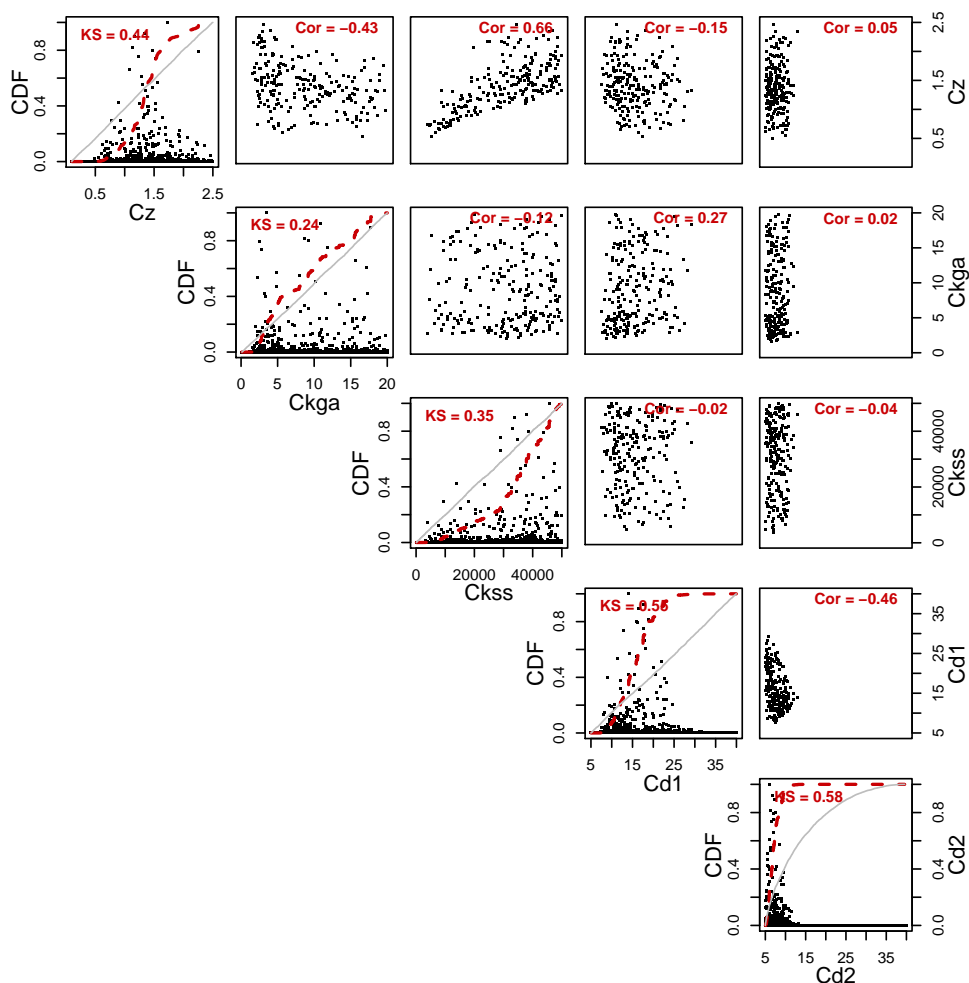 KS = 0.44
Cor = −0.43
Cor = 0.66
Cor = −0.15
Cor = 0.05
CDF
0.0 0.4 0.8
0.5 1.5 2.5
Cz
0.5 1.5 2.5
Cz
KS = 0.24
Cor = −0.12
Cor = 0.27
Cor = 0.02
CDF
0.0 0.4 0.8
0 5 10 15 20
Ckga
0 5 10 15 20
Ckga
KS = 0.35
Cor = −0.02
Cor = −0.04
CDF
0.0 0.4 0.8
0 20000 40000
Ckss
0 20000 40000
Ckss
KS = 0.55
Cor = −0.46
CDF
0.0 0.4 0.8
5 15 25 35
Cd1
5 15 25 35
Cd1
KS = 0.58
CDF
0.0 0.4 0.8
5 15 25 35
Cd2
0.0 0.4 0.8
Cd2